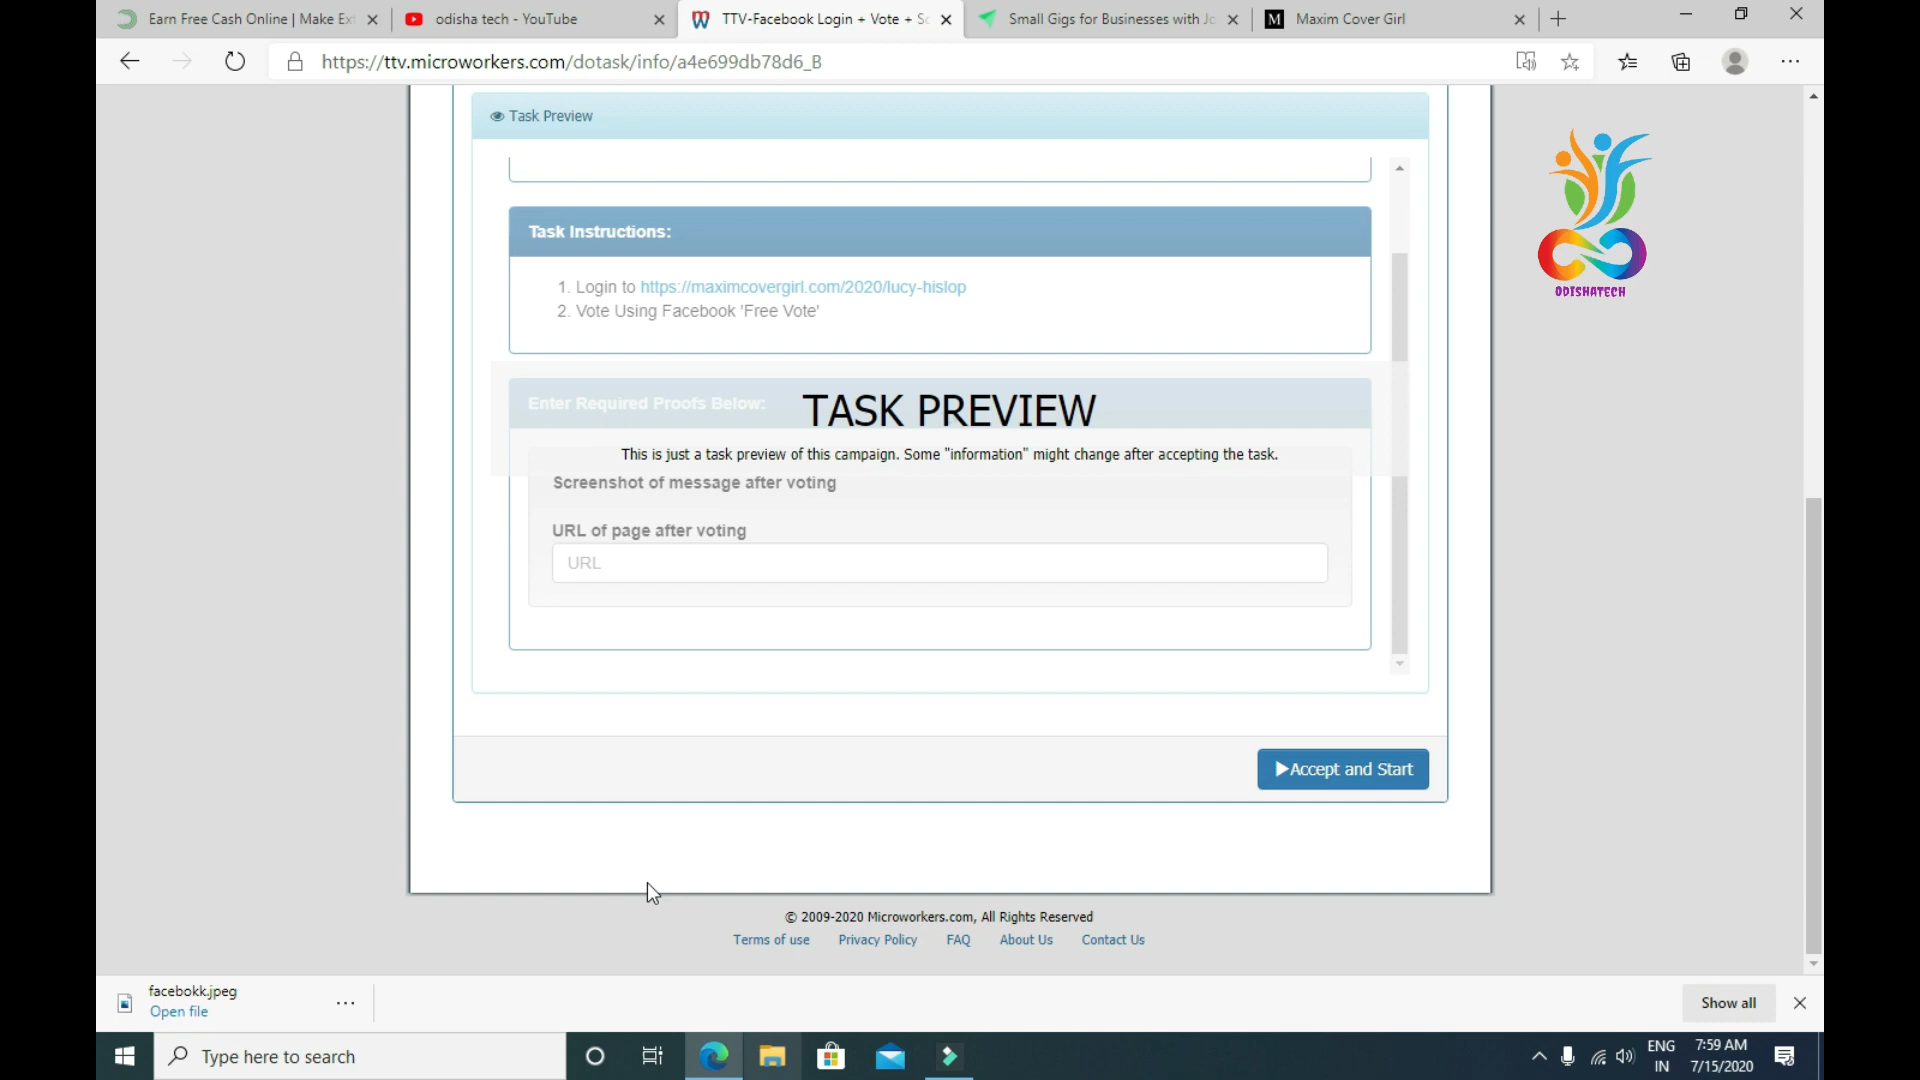 Earn Free Cash Online | Make Ex
odisha tech - YouTube
TTV-Facebook Login + Vote + Sc
Small Gigs for Businesses with Jo
M
Maxim Cover Girl
https://ttv.microworkers.com/dotask/info/a4e699db78d6_B
Task Preview
Task Instructions:
1. Login to https://maximcovergirl.com/2020/lucy-hislop
2. Vote Using Facebook 'Free Vote'
Enter Required Proofs Below:
TASK PREVIEW
This is just a task preview of this campaign. Some "information" might change after accepting the task.
Screenshot of message after voting
URL of page after voting
URL
Accept and Start
ODISHATECH
© 2009-2020 Microworkers.com, All Rights Reserved
Terms of use
Privacy Policy
FAQ
About Us
Contact Us
facebokk.jpeg
Open file
Show all
Type here to search
ENG
IN
7:59 AM
7/15/2020